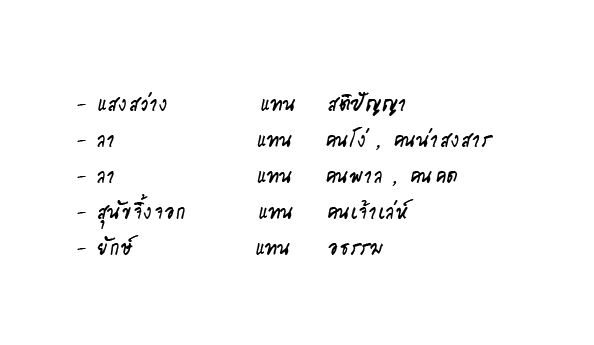 - แสงสว่าง แทน สติปัญญา
- ลา แทน คนโง่ , คนน่าสงสาร
- ลา แทน คนพาล , คนคด
- สุนัขจิ้งจอก แทน คนเจ้าเล่ห์
- ยักษ์ แทน อธรรม